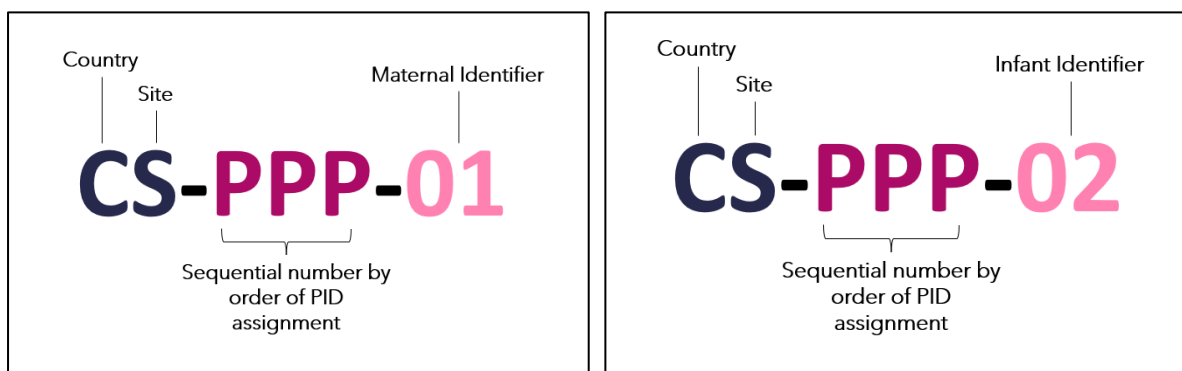 Country
Site
Maternal Identifier
CS-PPP-01
Sequential number by
order of PID
assignment
Country
Site
Infant Identifier
CS-PPP-02
Sequential number by
order of PID
assignment